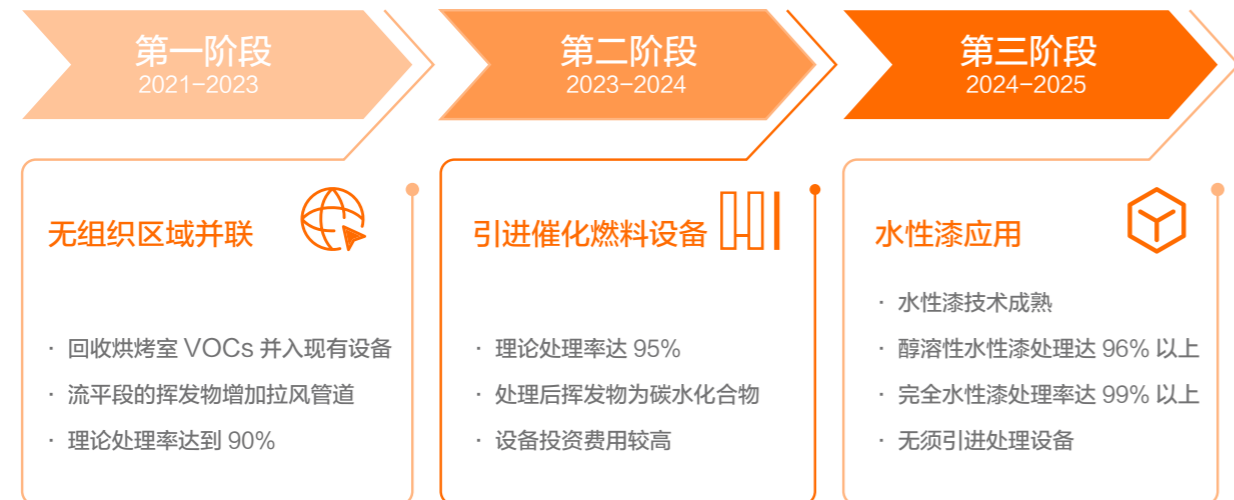 第一阶段
2021-2023
无组织区域并联
· 回收烘烤室 VOCs 并入现有设备
· 流平段的挥发物增加拉风管道
· 理论处理率达到 90%
第二阶段
2023-2024
引进催化燃料设备
· 理论处理率达 95%
· 处理后挥发物为碳水化合物
· 设备投资费用较高
第三阶段
2024-2025
水性漆应用
· 水性漆技术成熟
· 醇溶性水性漆处理达 96% 以上
· 完全水性漆处理率达 99% 以上
· 无须引进处理设备